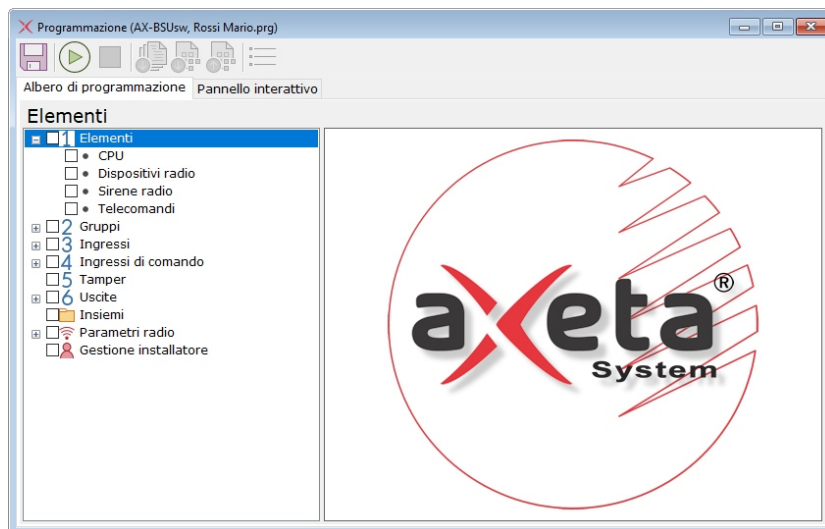 Programmazione (AX-BSUsw, Rossi Mario.prg)
Albero di programmazione Pannello interattivo
Elementi
1 Elementi
CPU
Dispositivi radio
Sirene radio
Telecomandi
2 Gruppi
3 Ingressi
4 Ingressi di comando
5 Tamper
6 Uscite
Insiemi
Parametri radio
Gestione installatore
axeta®
System